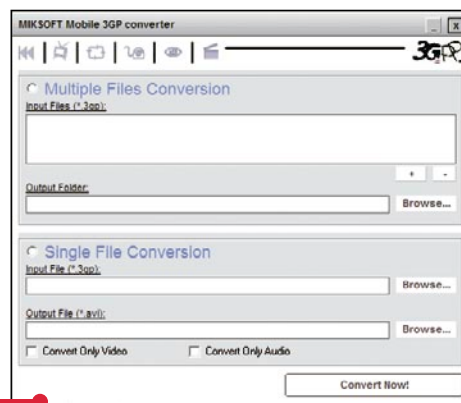 MIKSOFT Mobile 3GP converter
3GPP
Multiple Files Conversion
Input Files (*.3gp):
+ -
Output Folder:
Browse...
Single File Conversion
Input File (*.3gp):
Browse...
Output File (*.avi):
Browse...
Convert Only Video Convert Only Audio
Convert Now!